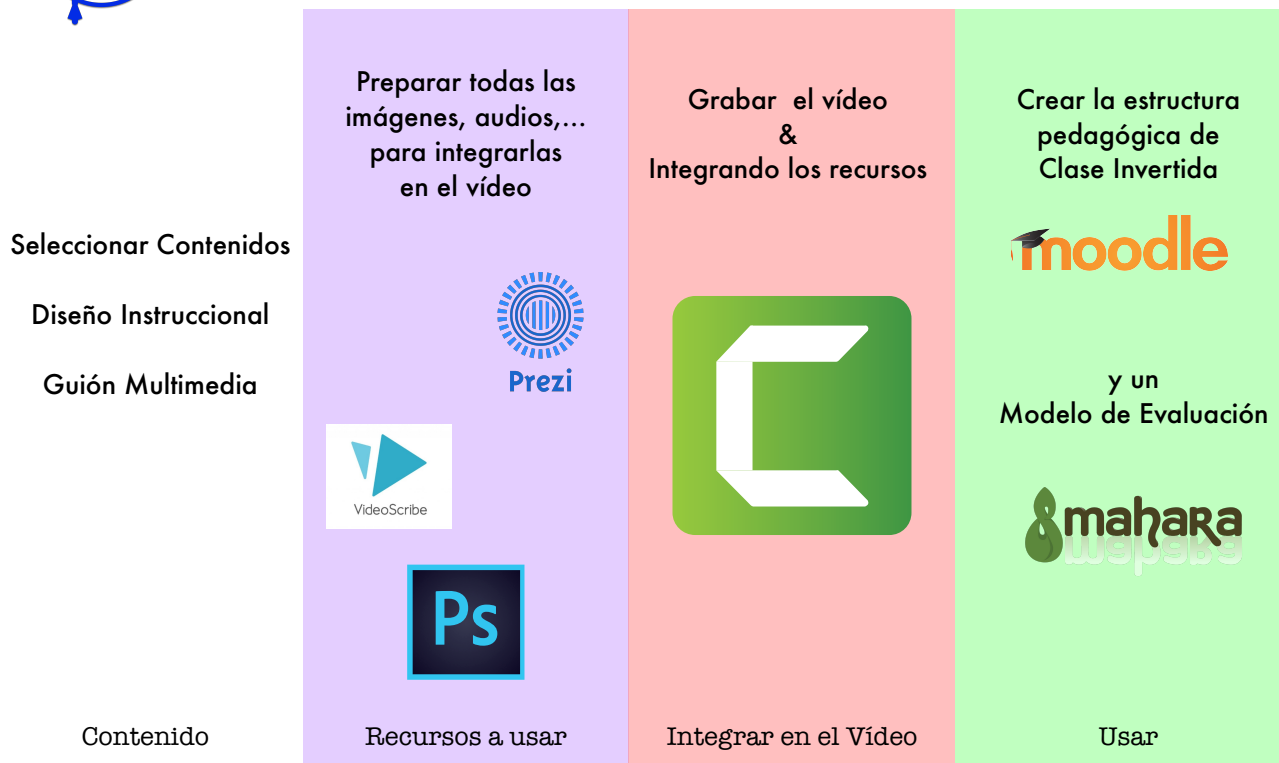 Seleccionar Contenidos
Diseño Instruccional
Guión Multimedia
Contenido
Preparar todas las
imágenes, audios,...
para integrarlas
en el vídeo
Prezi
VideoScribe
Ps
Recursos a usar
Grabar el vídeo
&
Integrando los recursos
C
Integrar en el Vídeo
Crear la estructura
pedagógica de
Clase Invertida
moodle
y un
Modelo de Evaluación
mahara
Usar